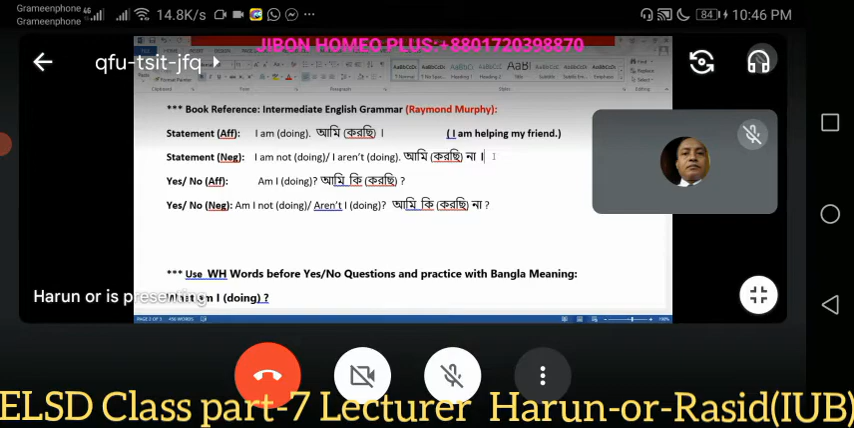 Grameenphone
Grameenphone
14.8K/s
84
10:46 PM
JIBON HOMEO PLUS:+8801720398870
qfu-tsit-jfq
*** Book Reference: Intermediate English Grammar (Raymond Murphy):
Statement (Aff): I am (doing). আমি (করছি) । ( I am helping my friend.)
Statement (Neg): I am not (doing)/ I aren't (doing). আমি (করছি) না ।
Yes/ No (Aff): Am I (doing)? আমি কি (করছি) ?
Yes/ No (Neg): Am I not (doing)/ Aren't I (doing)? আমি কি (করছি) না ?
*** Use WH Words before Yes/No Questions and practice with Bangla Meaning:
Harun or is presenting
What am I (doing) ?
ELSD Class part-7 Lecturer Harun-or-Rasid(IUB)